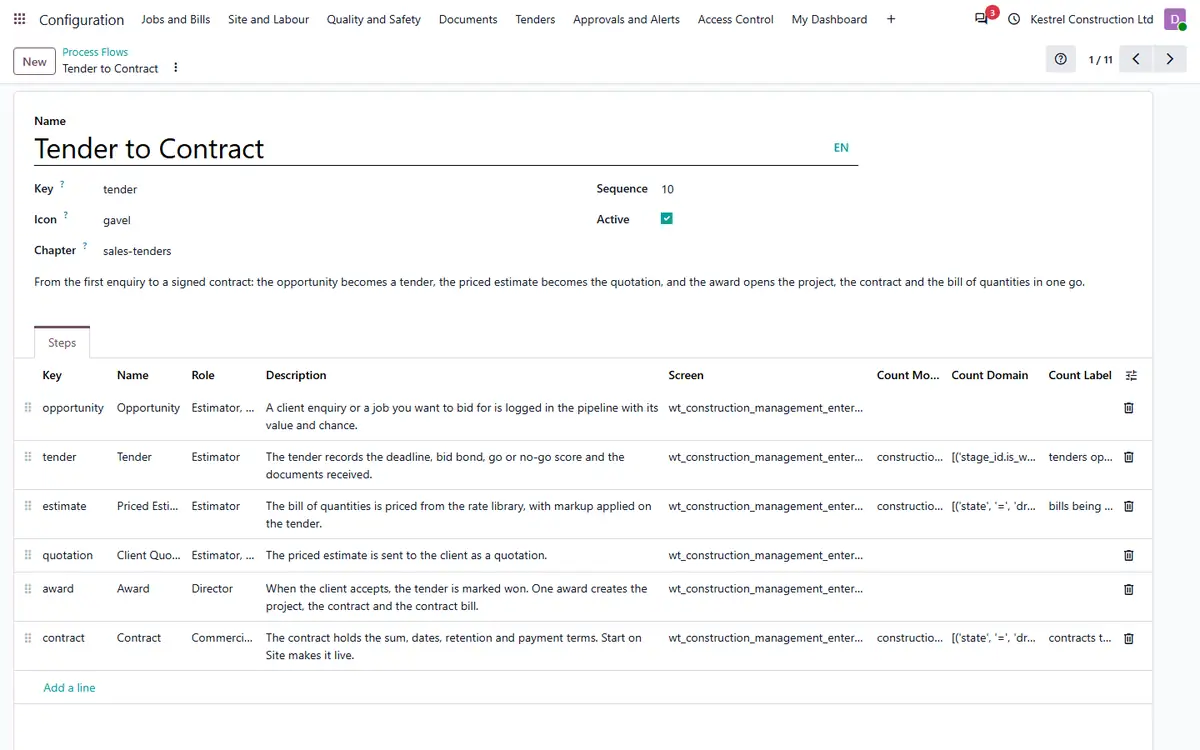 Configuration Jobs and Bills Site and Labour Quality and Safety Documents Tenders Approvals and Alerts Access Control My Dashboard + 3 Kestrel Construction Ltd D
New Process Flows
Tender to Contract
1 / 11
Name
Tender to Contract EN
Key ? tender Sequence 10
Icon ? gavel Active
Chapter ? sales-tenders
From the first enquiry to a signed contract: the opportunity becomes a tender, the priced estimate becomes the quotation, and the award opens the project, the contract and the bill of quantities in one go.
Steps
Key Name Role Description Screen Count Mo... Count Domain Count Label
opportunity Opportunity Estimator, ... A client enquiry or a job you want to bid for is logged in the pipeline with its wt_construction_management_enter...
value and chance.
tender Tender Estimator The tender records the deadline, bid bond, go or no-go score and the wt_construction_management_enter... constructio... [('stage_id.is_w... tenders op...
documents received.
estimate Priced Esti... Estimator The bill of quantities is priced from the rate library, with markup applied on wt_construction_management_enter... constructio... [('state', '=', 'dr... bills being ...
the tender.
quotation Client Quo... Estimator, ... The priced estimate is sent to the client as a quotation. wt_construction_management_enter...
award Award Director When the client accepts, the tender is marked won. One award creates the wt_construction_management_enter...
project, the contract and the contract bill.
contract Contract Commerci... The contract holds the sum, dates, retention and payment terms. Start on wt_construction_management_enter... constructio... [('state', '=', 'dr... contracts t...
Site makes it live.
Add a line